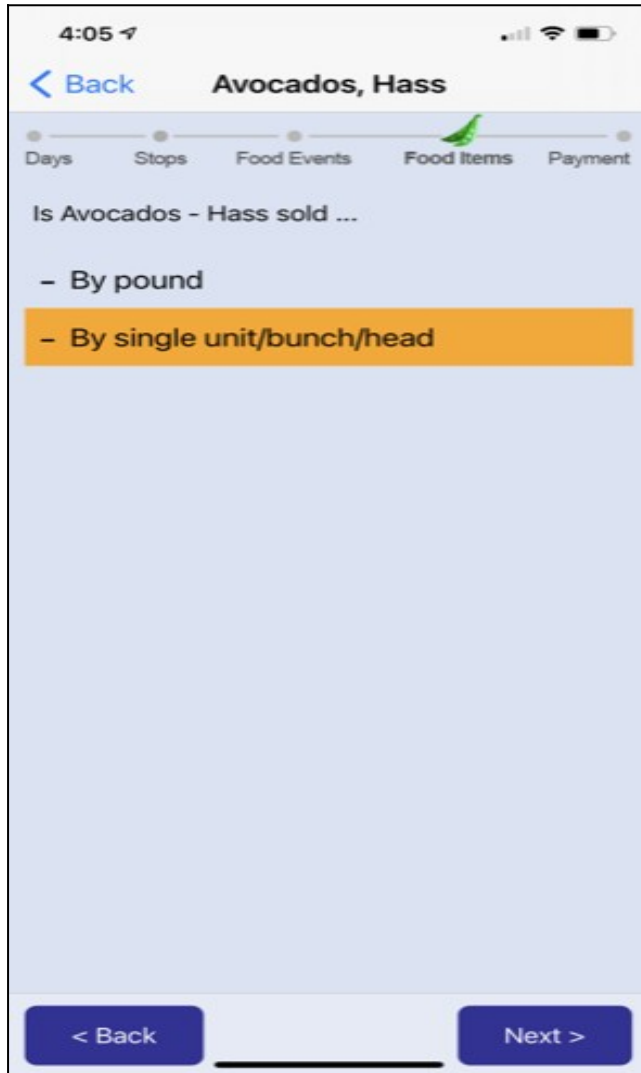 4:05
Back Avocados, Hass
Days Stops Food Events Food Items Payment
Is Avocados - Hass sold ...
- By pound
- By single unit/bunch/head
< Back Next >